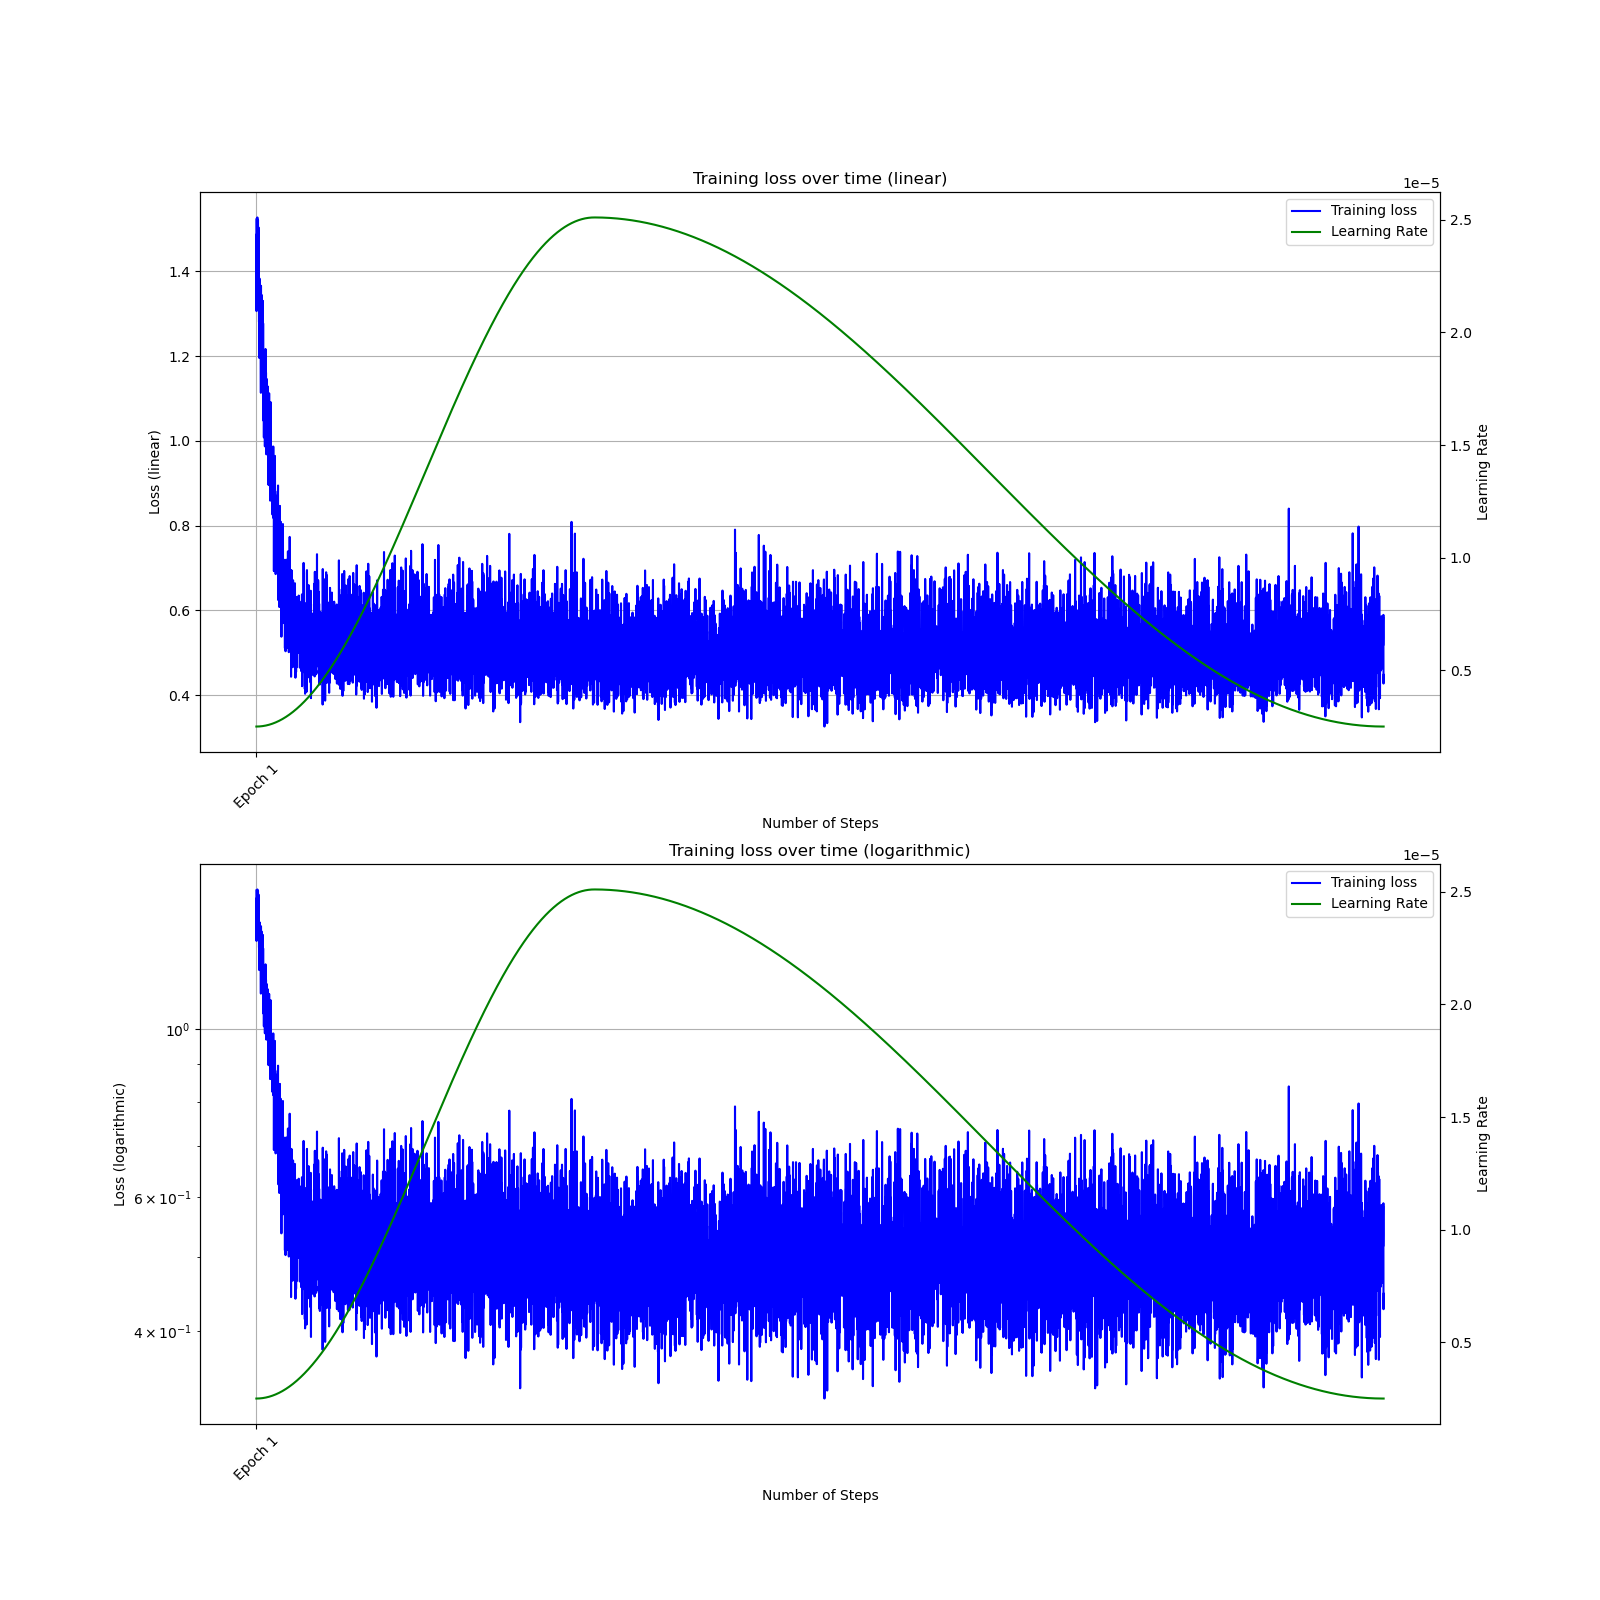 Training loss over time (linear)
1e−5
Training loss
Learning Rate
1.4
1.2
1.0
0.8
0.6
0.4
Loss (linear)
2.5
2.0
1.5
1.0
0.5
Learning Rate
Epoch 1
Number of Steps
Training loss over time (logarithmic)
1e−5
Training loss
Learning Rate
10⁰
6 × 10⁻¹
4 × 10⁻¹
Loss (logarithmic)
2.5
2.0
1.5
1.0
0.5
Learning Rate
Epoch 1
Number of Steps